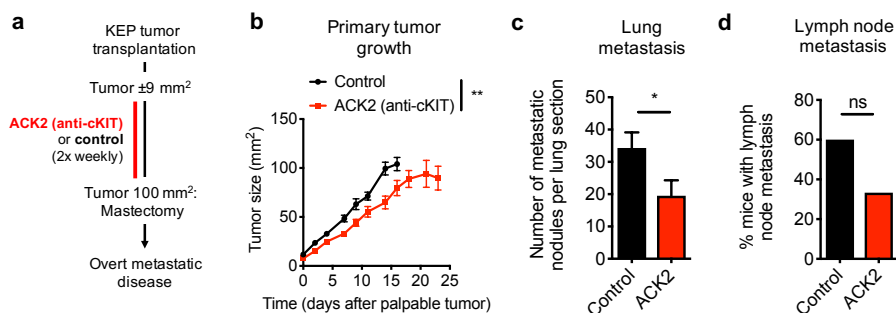 a
KEP tumor
transplantation
Tumor ±9 mm²
ACK2 (anti-cKIT)
or control
(2x weekly)
Tumor 100 mm²:
Mastectomy
Overt metastatic
disease
b
Primary tumor
growth
Control
ACK2 (anti-cKIT)
**
Tumor size (mm²)
150
100
50
0
0
5
11
15
23
Time (days after palpable tumor)
c
Lung
metastasis
Number of metastatic
nodules per lung section
50
40
30
20
10
0
*
Control
ACK2
d
Lymph node
metastasis
% mice with lymph
node metastasis
80
60
40
20
0
ns
Control
ACK2